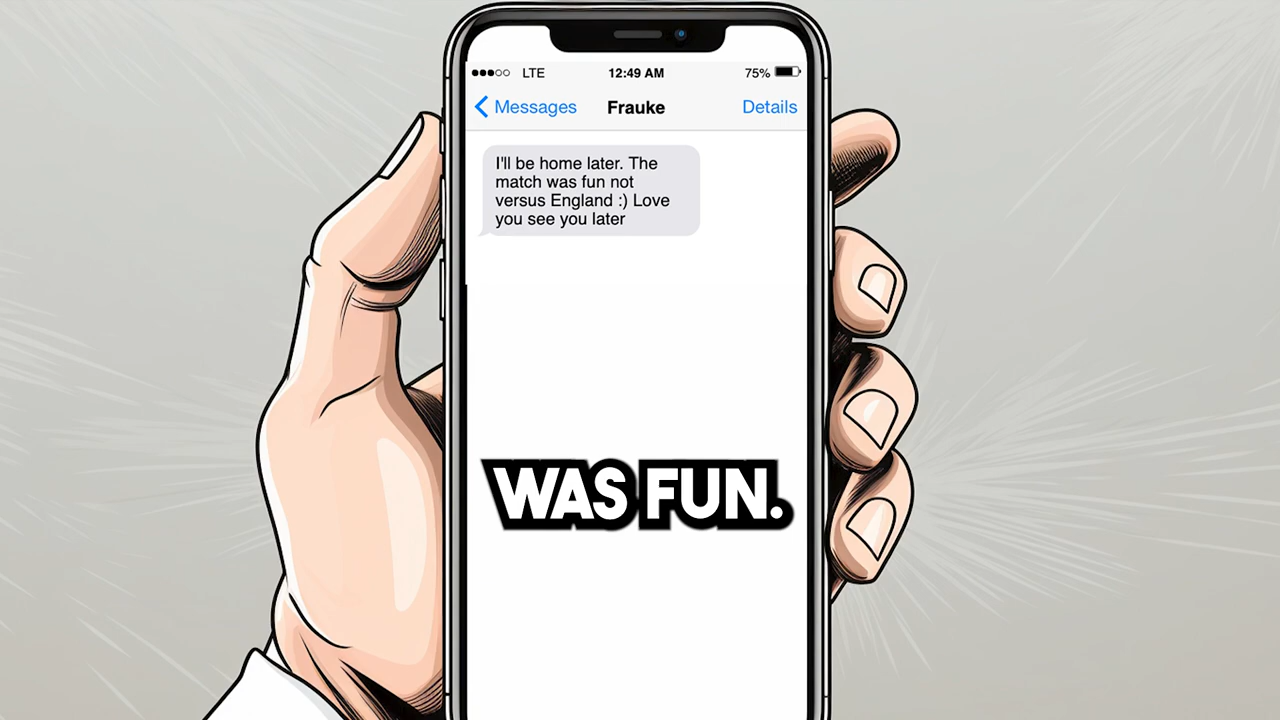 LTE 12:49 AM 75%
Messages Frauke Details
I'll be home later. The
match was fun not
versus England :) Love
you see you later
WAS FUN.